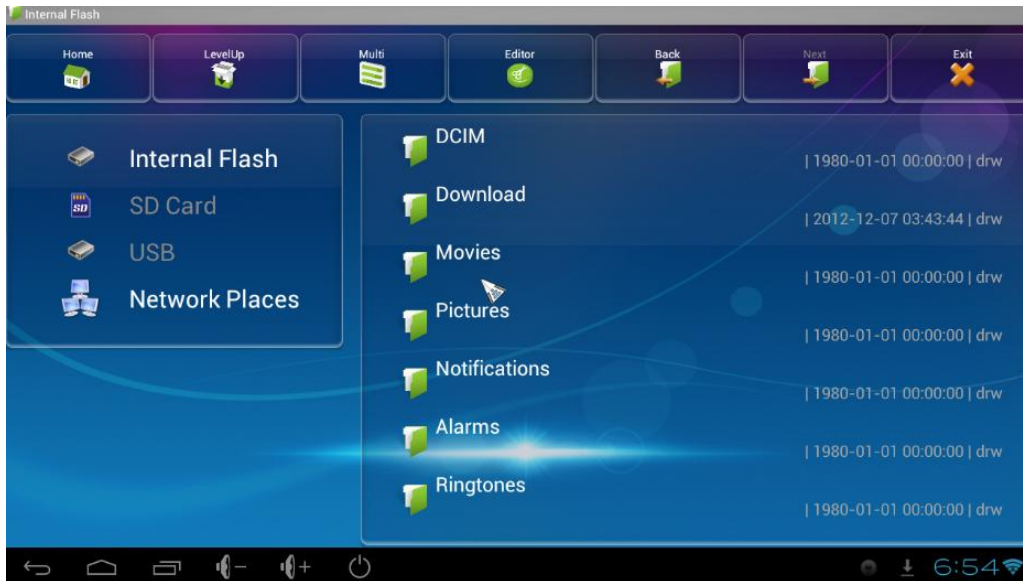 Internal Flash
Home LevelUp Multi Editor Back Next Exit
Internal Flash
SD Card
SD
USB
Network Places
DCIM
| 1980-01-01 00:00:00 | drw
Download
| 2012-12-07 03:43:44 | drw
Movies
| 1980-01-01 00:00:00 | drw
Pictures
| 1980-01-01 00:00:00 | drw
Notifications
| 1980-01-01 00:00:00 | drw
Alarms
| 1980-01-01 00:00:00 | drw
Ringtones
| 1980-01-01 00:00:00 | drw
6:54